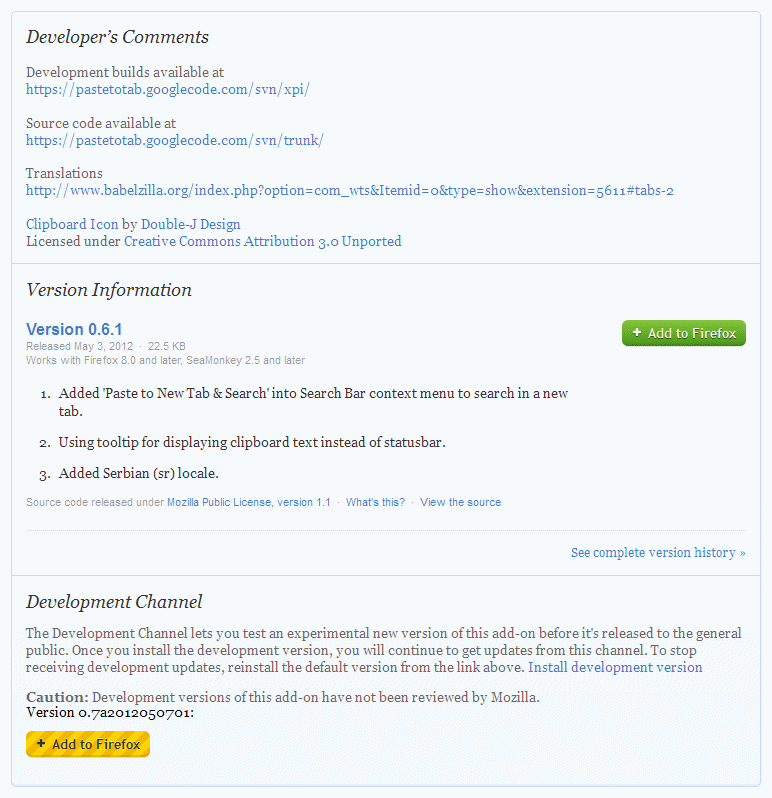 Developer's Comments
Development builds available at
https://pastetotab.googlecode.com/svn/xpi/
Source code available at
https://pastetotab.googlecode.com/svn/trunk/
Translations
http://www.babelzilla.org/index.php?option=com_wts&Itemid=0&type=show&extension=5611#tabs-2
Clipboard Icon by Double-J Design
Licensed under Creative Commons Attribution 3.0 Unported
Version Information
Version 0.6.1
+ Add to Firefox
Released May 3, 2012 · 22.5 KB
Works with Firefox 8.0 and later, SeaMonkey 2.5 and later
1. Added 'Paste to New Tab & Search' into Search Bar context menu to search in a new
tab.
2. Using tooltip for displaying clipboard text instead of statusbar.
3. Added Serbian (sr) locale.
Source code released under Mozilla Public License, version 1.1 · What's this? · View the source
See complete version history »
Development Channel
The Development Channel lets you test an experimental new version of this add-on before it's released to the general
public. Once you install the development version, you will continue to get updates from this channel. To stop
receiving development updates, reinstall the default version from the link above. Install development version
Caution: Development versions of this add-on have not been reviewed by Mozilla.
Version 0.7a2012050701:
+ Add to Firefox